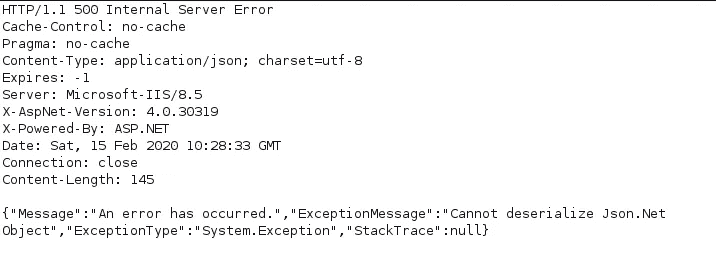 HTTP/1.1 500 Internal Server Error
Cache-Control: no-cache
Pragma: no-cache
Content-Type: application/json; charset=utf-8
Expires: -1
Server: Microsoft-IIS/8.5
X-AspNet-Version: 4.0.30319
X-Powered-By: ASP.NET
Date: Sat, 15 Feb 2020 10:28:33 GMT
Connection: close
Content-Length: 145

{"Message":"An error has occurred.","ExceptionMessage":"Cannot deserialize Json.Net
Object","ExceptionType":"System.Exception","StackTrace":null}